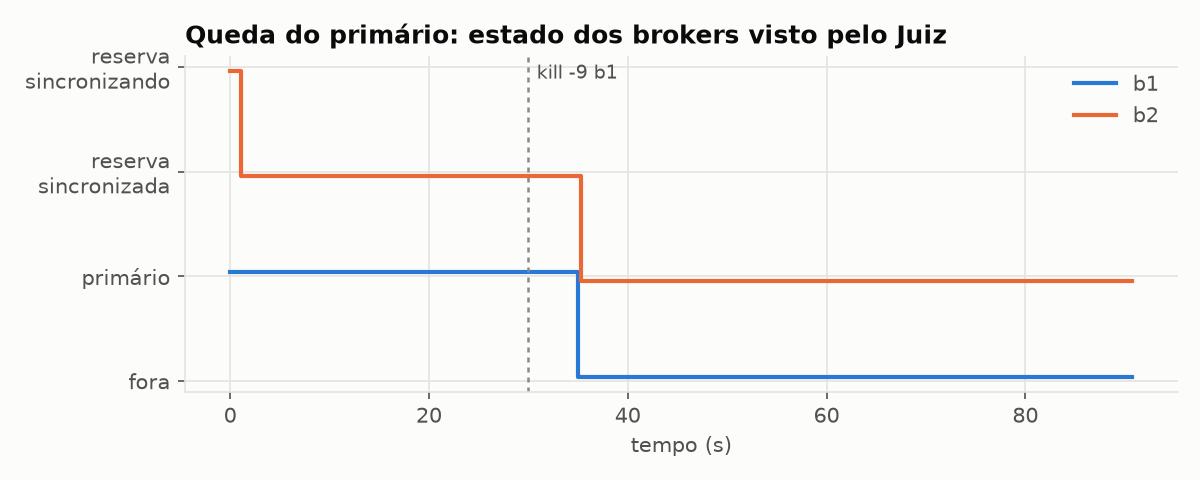 Queda do primário: estado dos brokers visto pelo Juiz
reserva
sincronizando
kill -9 b1
b1
b2
reserva
sincronizada
primário
fora
0
20
40
60
80
tempo (s)